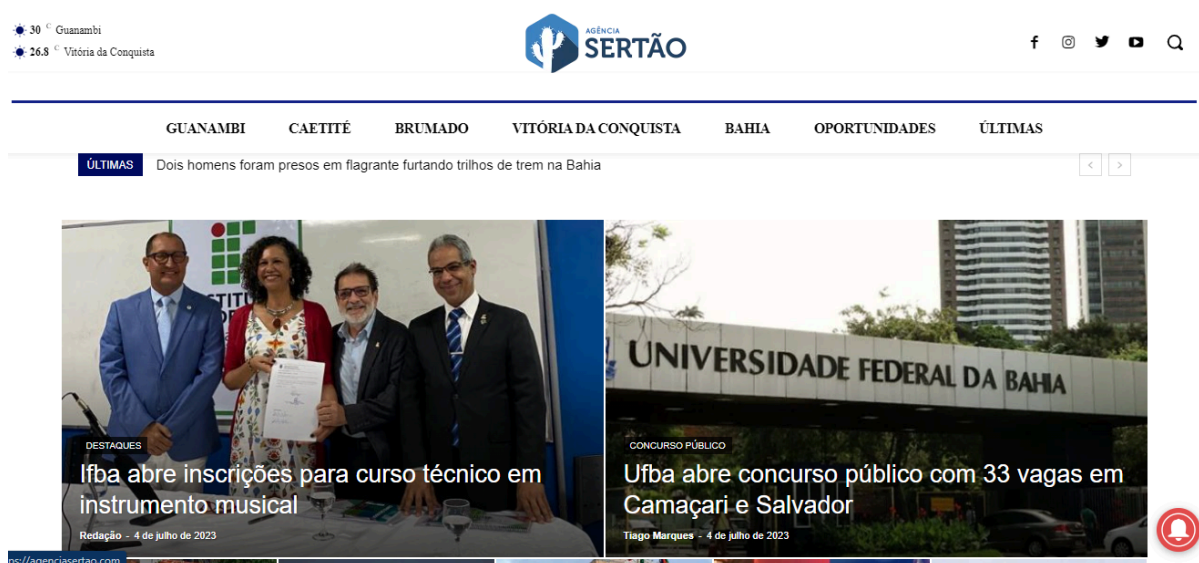 30 C Guanambi
26.8 C Vitória da Conquista
AGÊNCIA
SERTÃO
GUANAMBI CAETITÉ BRUMADO VITÓRIA DA CONQUISTA BAHIA OPORTUNIDADES ÚLTIMAS
ÚLTIMAS Dois homens foram presos em flagrante furtando trilhos de trem na Bahia
DESTAQUES
Ifba abre inscrições para curso técnico em
instrumento musical
Redação - 4 de julho de 2023
UNIVERSIDADE FEDERAL DA BAHIA
CONCURSO PÚBLICO
Ufba abre concurso público com 33 vagas em
Camaçari e Salvador
Tiago Marques - 4 de julho de 2023
ps://agenciasertao.com